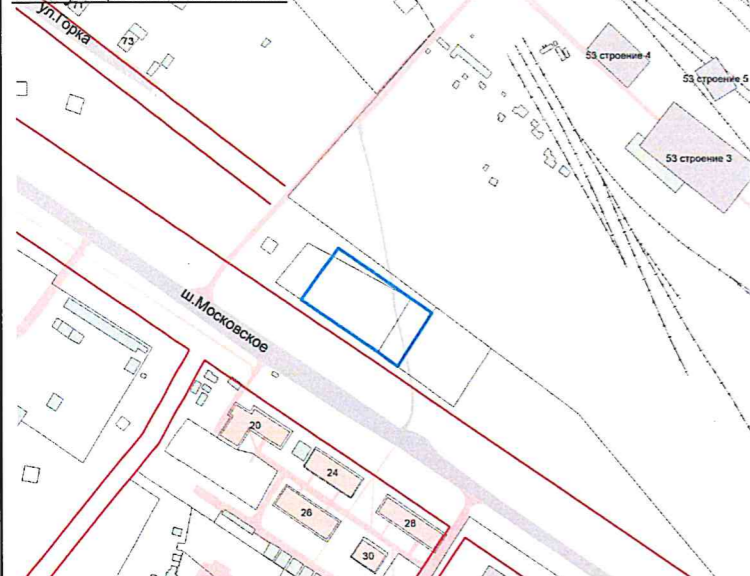 ул.Горка
73
53 строение 4
53 строение 5
53 строение 3
ш.Московское
20
24
26
28
30